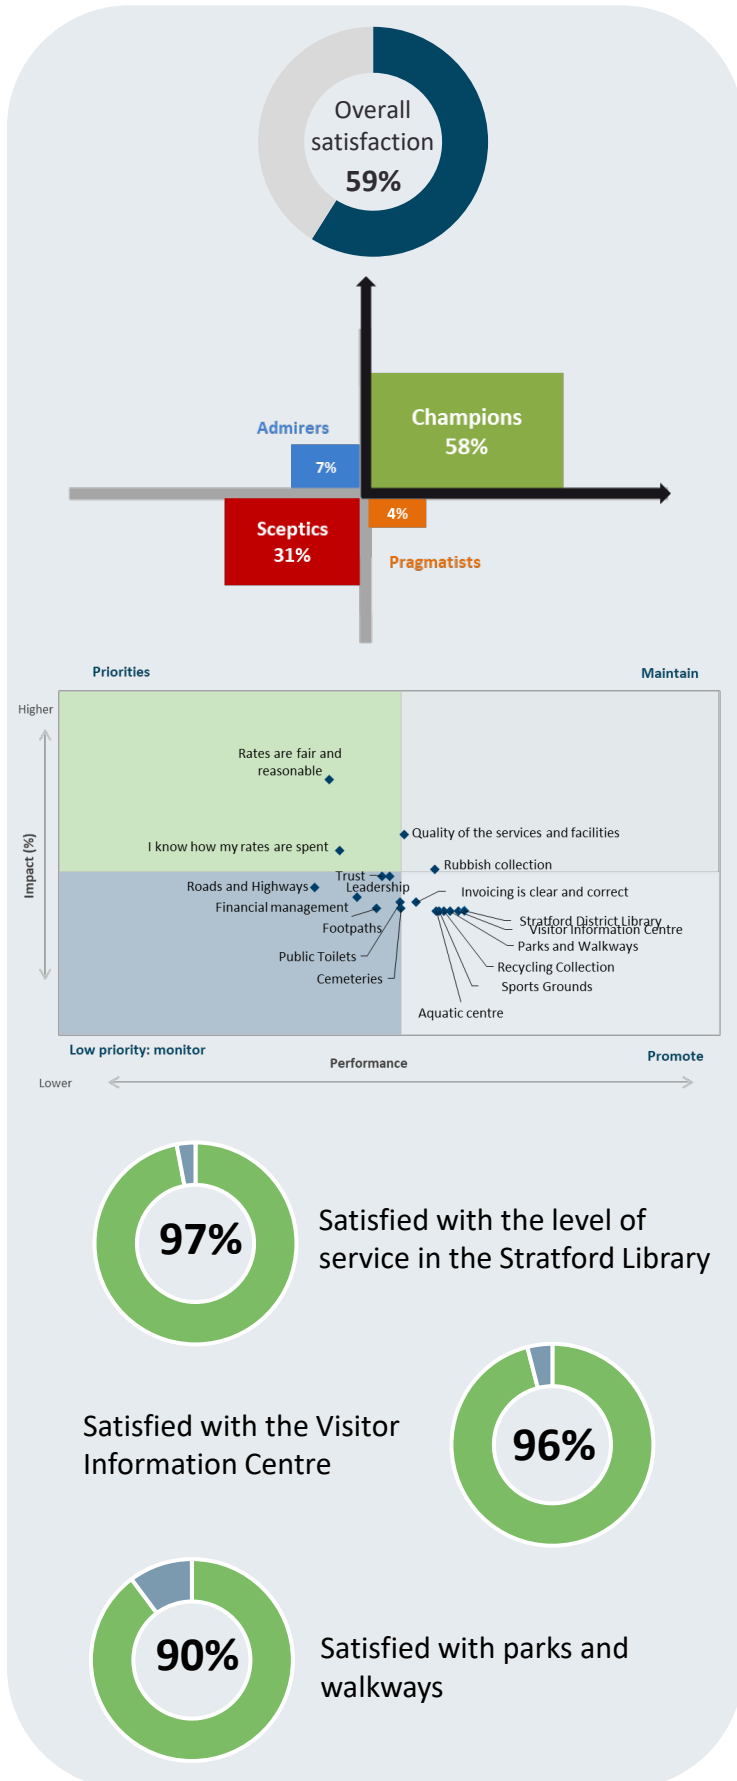 Overall
satisfaction
59%
Champions
58%
Admirers
7%
4%
Sceptics
31%
Pragmatists
Priorities
Maintain
Higher
Impact (%)
Rates are fair and
reasonable
Quality of the services and facilities
I know how my rates are spent
Rubbish collection
Trust
Roads and Highways
Leadership
Invoicing is clear and correct
Financial management
Stratford District Library
Footpaths
Visitor Information Centre
Parks and Walkways
Public Toilets
Recycling Collection
Cemeteries
Sports Grounds
Aquatic centre
Low priority: monitor
Performance
Promote
Lower
97%
Satisfied with the level of
service in the Stratford Library
Satisfied with the Visitor
Information Centre
96%
90%
Satisfied with parks and
walkways